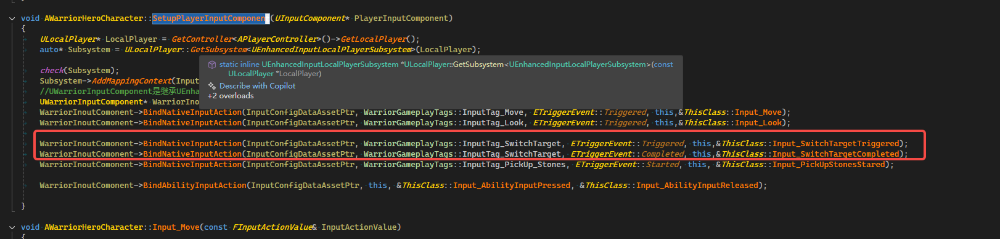 void AWarriorHeroCharacter::SetupPlayerInputComponen (UInputComponent* PlayerInputComponent)
{
ULocalPlayer* LocalPlayer = GetController<APlayerController>()->GetLocalPlayer();
auto* Subsystem = ULocalPlayer::GetSubsystem<UEnhancedInputLocalPlayerSubsystem>(LocalPlayer);
static inline UEnhancedInputLocalPlayerSubsystem *ULocalPlayer::GetSubsystem<UEnhancedInputLocalPlayerSubsystem>(const
ULocalPlayer *LocalPlayer)
Describe with Copilot
+2 overloads
check(Subsystem);
Subsystem->AddMappingContext(Input
//UWarriorInputComponent是继承UEnha
UWarriorInputComponent* WarriorIno
WarriorInoutComonent->BindNativeInputAction(InputConfigDataAssetPtr, WarriorGameplayTags::InputTag_Move, ETriggerEvent::Triggered, this,&ThisClass::Input_Move);
WarriorInoutComonent->BindNativeInputAction(InputConfigDataAssetPtr, WarriorGameplayTags::InputTag_Look, ETriggerEvent::Triggered, this,&ThisClass::Input_Look);
WarriorInoutComonent->BindNativeInputAction(InputConfigDataAssetPtr, WarriorGameplayTags::InputTag_SwitchTarget, ETriggerEvent::Triggered, this,&ThisClass::Input_SwitchTargetTriggered);
WarriorInoutComonent->BindNativeInputAction(InputConfigDataAssetPtr, WarriorGameplayTags::InputTag_SwitchTarget, ETriggerEvent::Completed, this,&ThisClass::Input_SwitchTargetCompleted);
WarriorInoutComonent->BindNativeInputAction(InputConfigDataAssetPtr, WarriorGameplayTags::InputTag_PickUp_Stones, ETriggerEvent::Started, this, &ThisClass::Input_PickUpStonesStared);
WarriorInoutComonent->BindAbilityInputAction(InputConfigDataAssetPtr, this, &ThisClass::Input_AbilityInputPressed, &ThisClass::Input_AbilityInputReleased);
}
void AWarriorHeroCharacter::Input_Move(const FInputActionValue& InputActionValue)
{